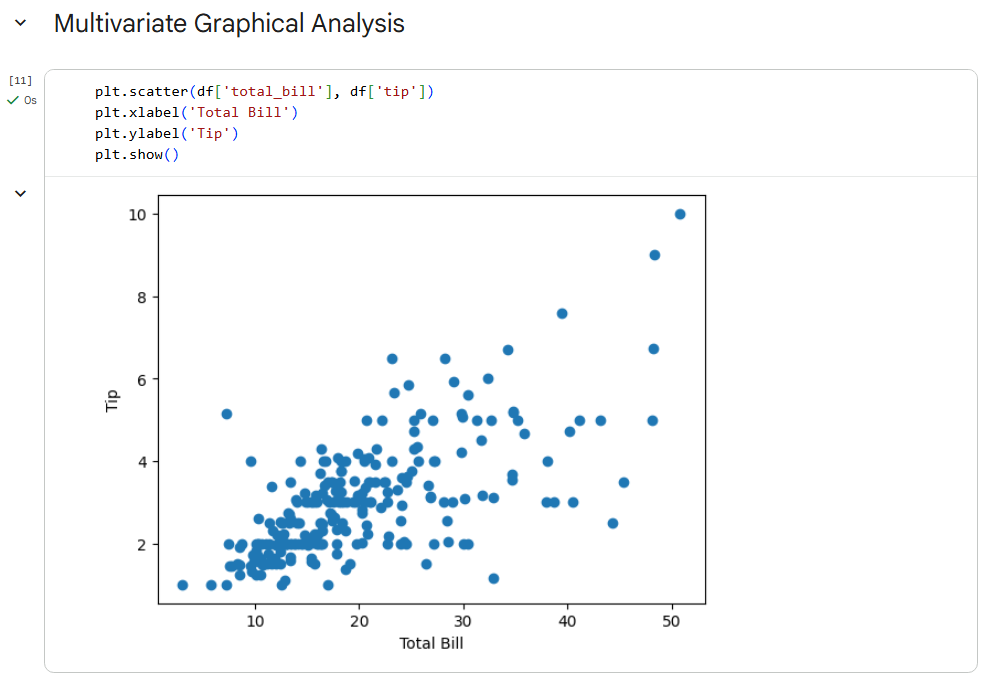 Multivariate Graphical Analysis
[11]
0s
plt.scatter(df['total_bill'], df['tip'])
plt.xlabel('Total Bill')
plt.ylabel('Tip')
plt.show()
10
8
6
4
2
Tip
10 20 30 40 50
Total Bill